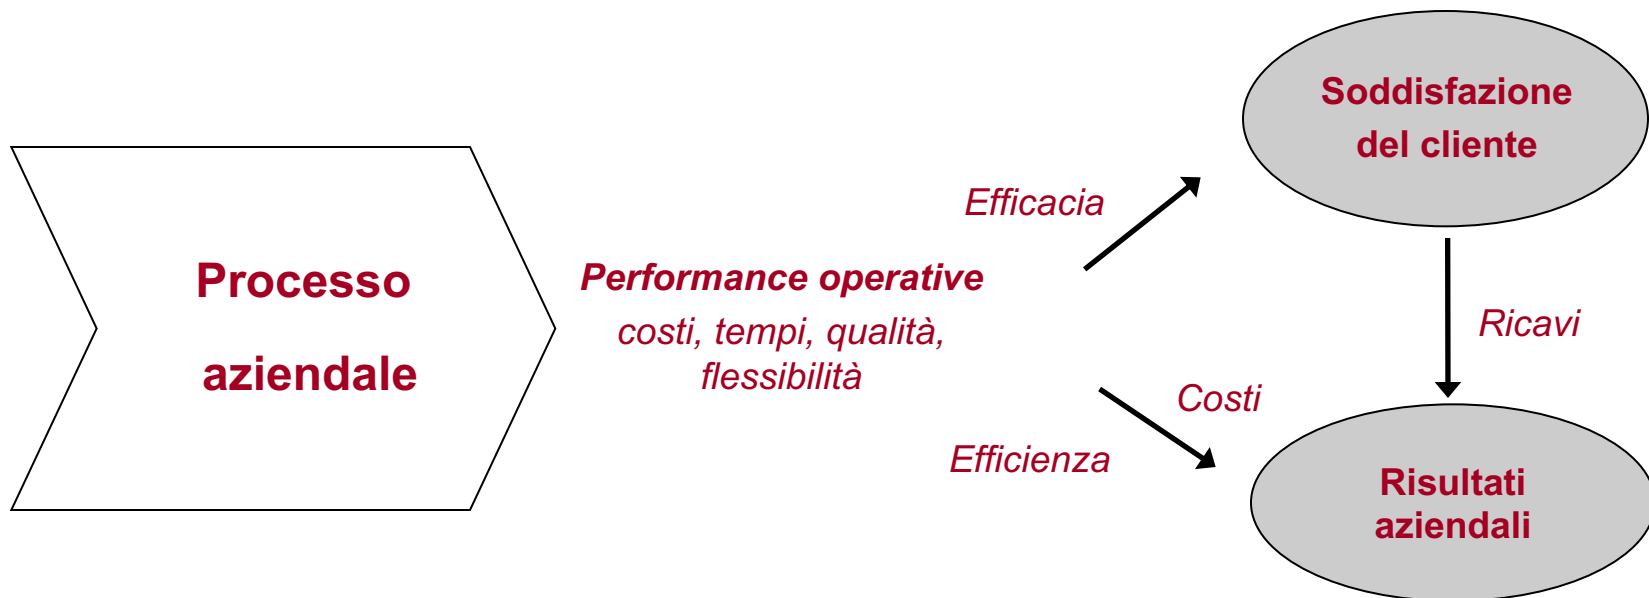 Processo
aziendale
Performance operative
costi, tempi, qualità,
flessibilità
Efficacia
Soddisfazione
del cliente
Ricavi
Costi
Efficienza
Risultati
aziendali